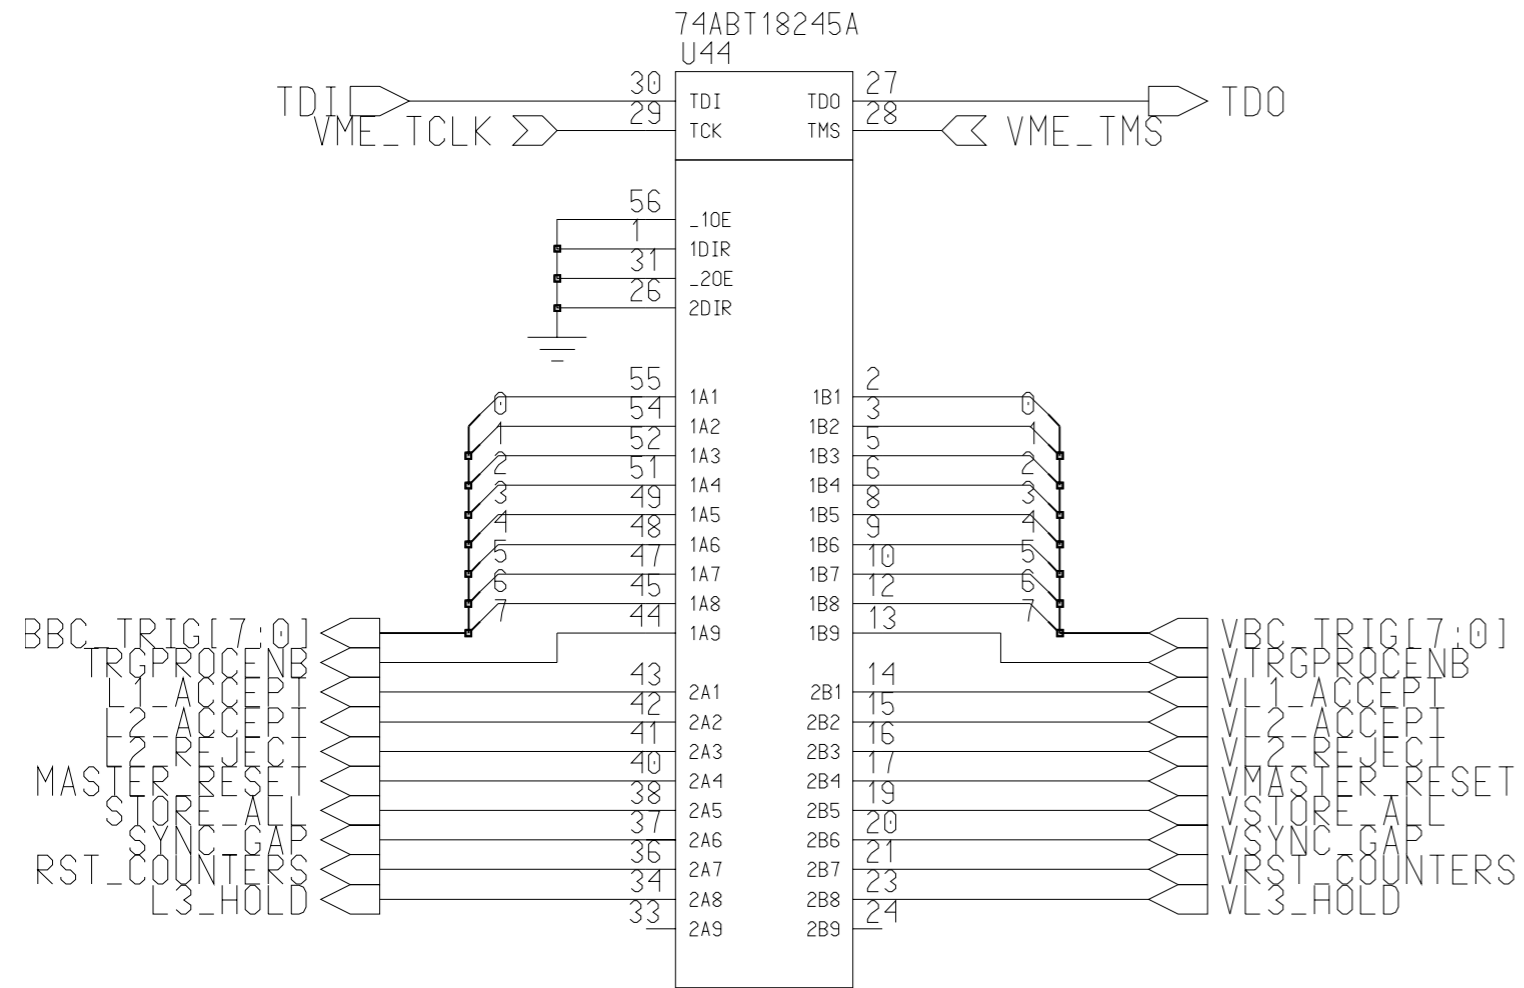 74ABT18245A
U44
TDI 30 TDI TDO 27 TDO
VME_TCLK 29 TCK TMS 28 VME_TMS
56 _1OE
1 1DIR
31 _2OE
26 2DIR
0 55 1A1 1B1 2 0
1 54 1A2 1B2 3 1
2 52 1A3 1B3 5 2
3 51 1A4 1B4 6 3
4 49 1A5 1B5 8 4
5 48 1A6 1B6 9 5
6 47 1A7 1B7 10 6
7 45 1A8 1B8 12 7
BBC_TRIG[7:0] 44 1A9 1B9 13 VBC_TRIG[7:0]
TRGPROCENB VTRGPROCENB
L1_ACCEPT 43 2A1 2B1 14 VL1_ACCEPT
L2_ACCEPT 42 2A2 2B2 15 VL2_ACCEPT
L2_REJECT 41 2A3 2B3 16 VL2_REJECT
MASTER_RESET 40 2A4 2B4 17 VMASTER_RESET
STORE_ALL 38 2A5 2B5 19 VSTORE_ALL
SYNC_GAP 37 2A6 2B6 20 VSYNC_GAP
RST_COUNTERS 36 2A7 2B7 21 VRST_COUNTERS
L3_HOLD 34 2A8 2B8 23 VL3_HOLD
33 2A9 2B9 24